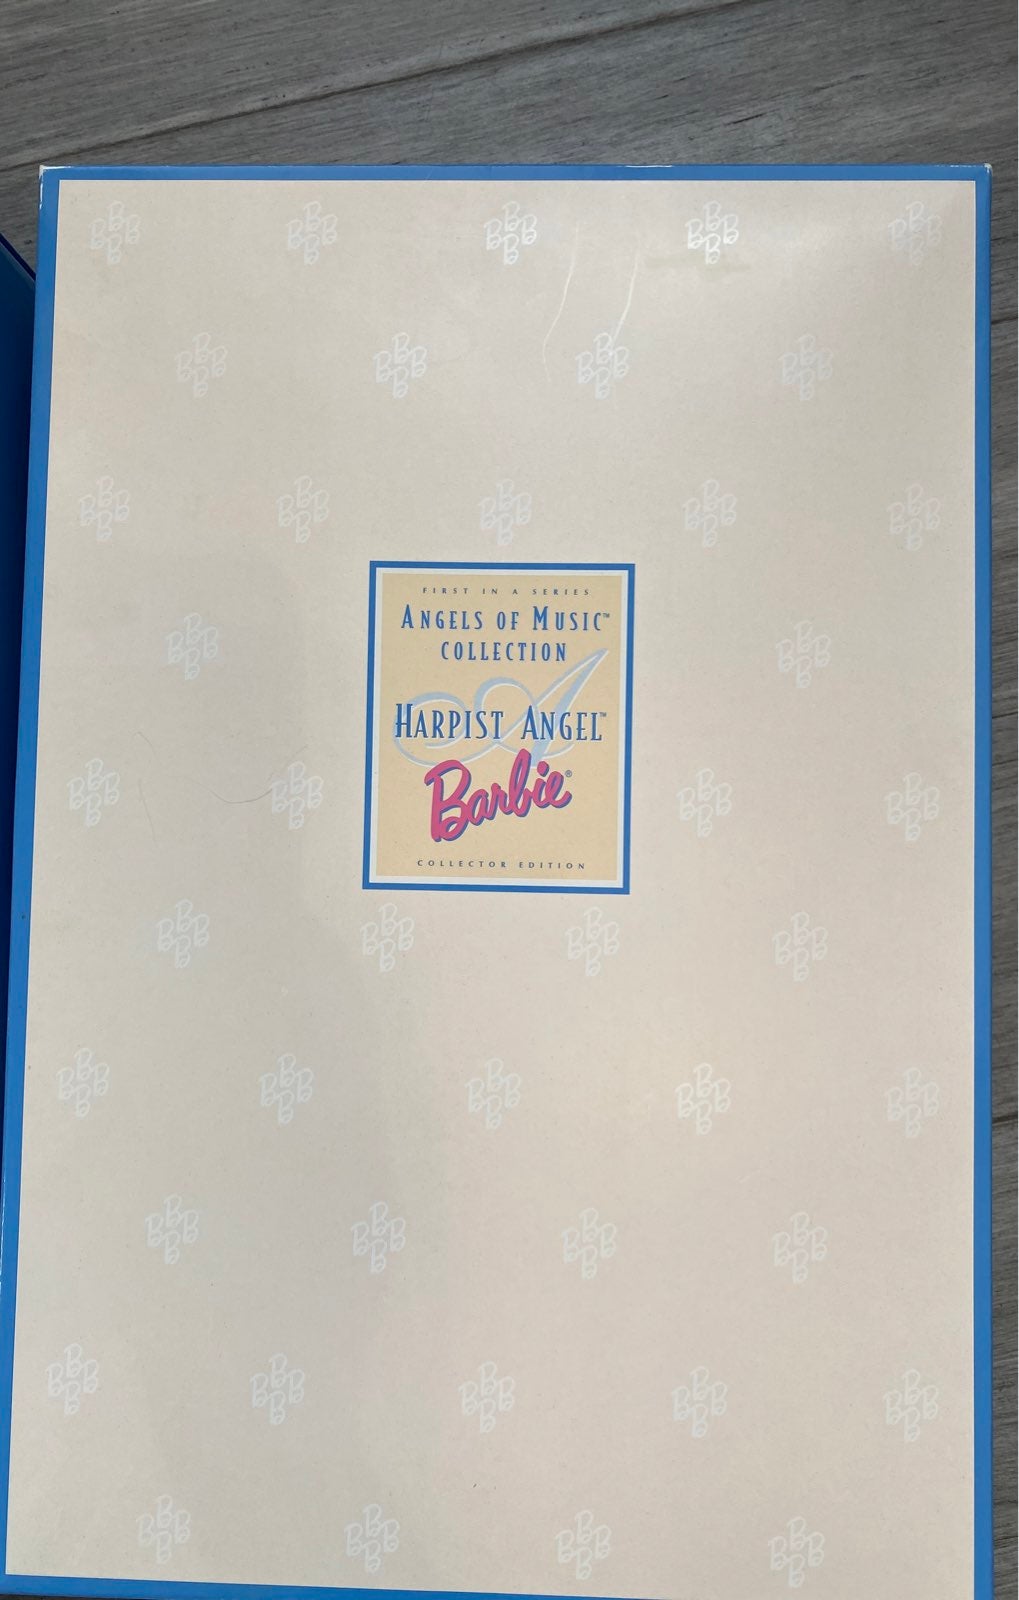 FIRST IN A SERIES
ANGELS OF MUSIC™
COLLECTION
A
HARPIST ANGEL™
Barbie®
COLLECTOR EDITION